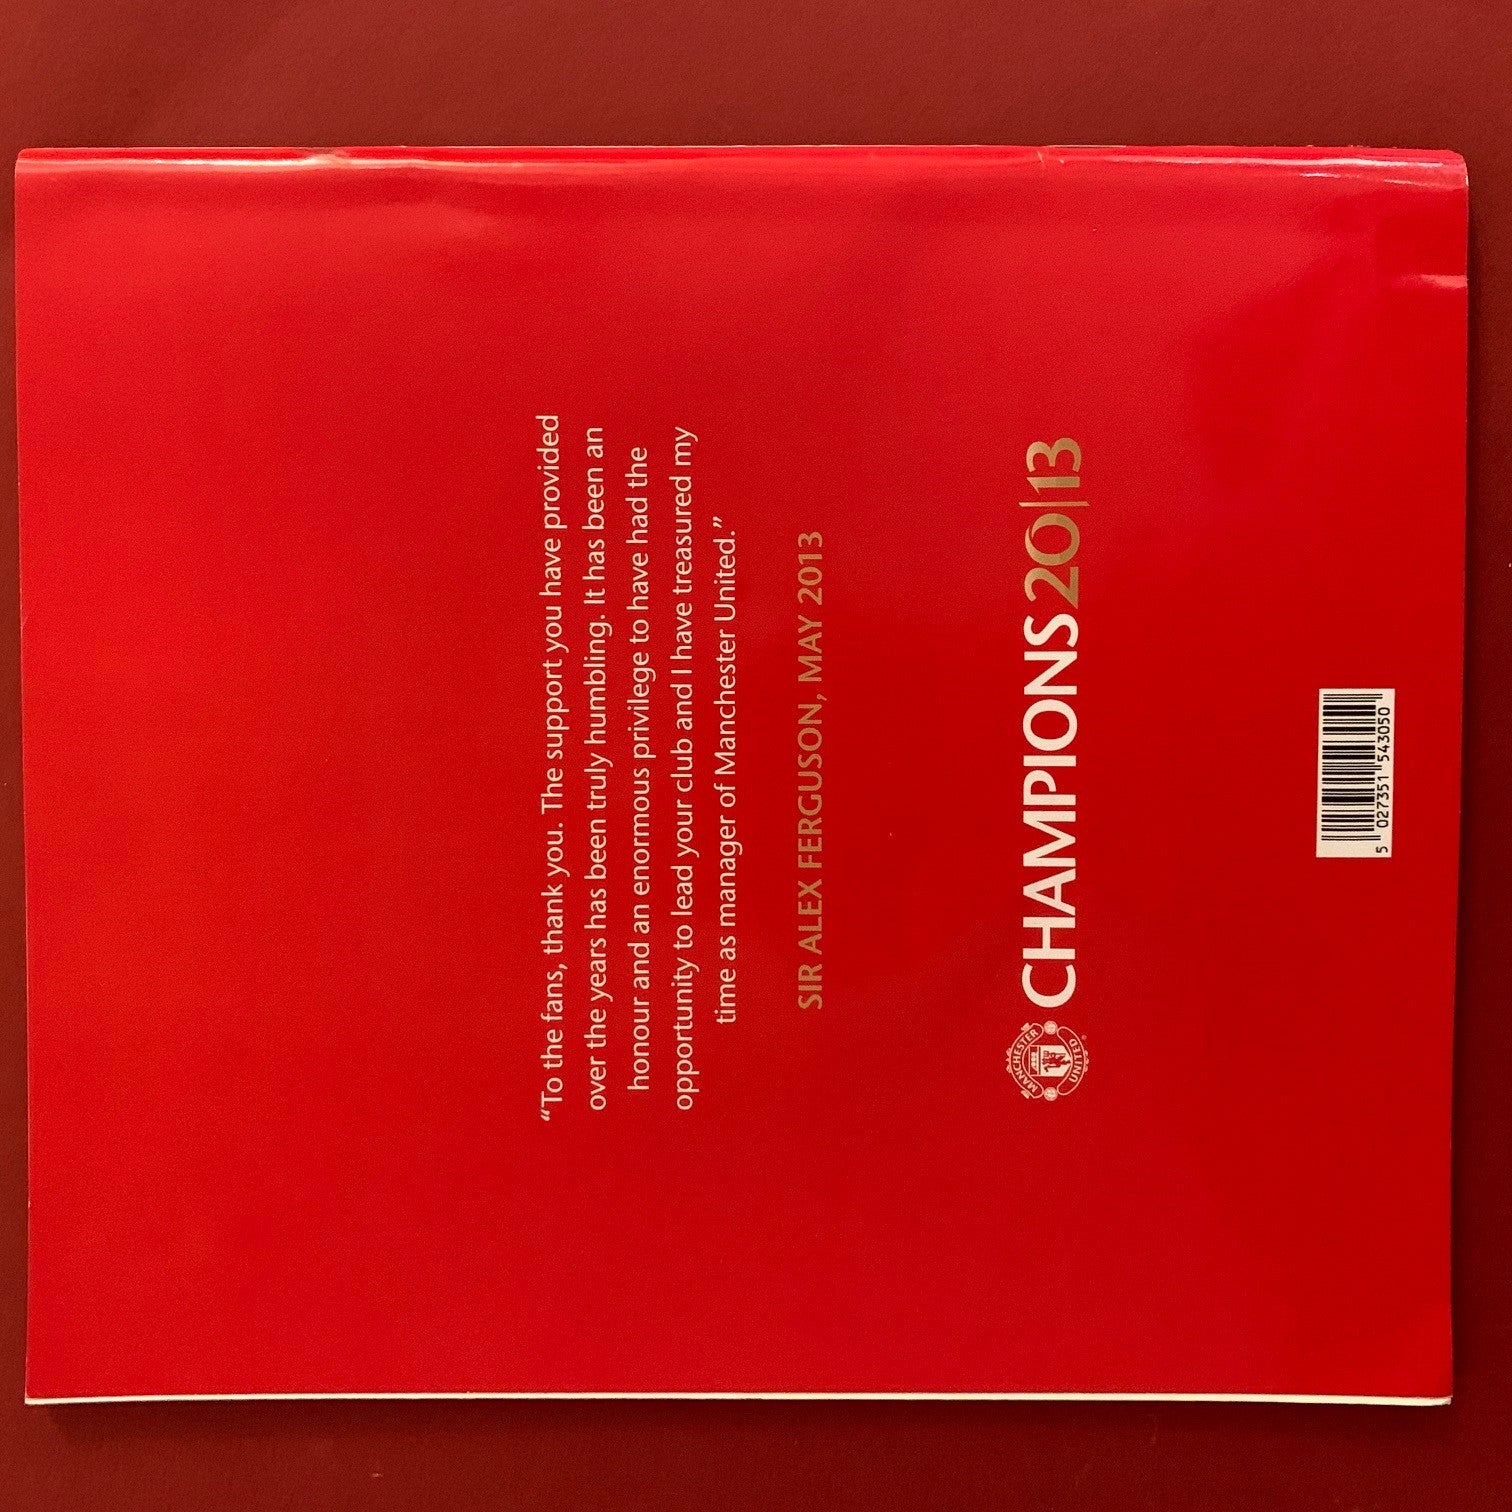 “To the fans, thank you. The support you have provided
over the years has been truly humbling. It has been an
honour and an enormous privilege to have had the
opportunity to lead your club and I have treasured my
time as manager of Manchester United.”
SIR ALEX FERGUSON, MAY 2013
MANCHESTER
UNITED
®
CHAMPIONS20|13
5 027351 543050